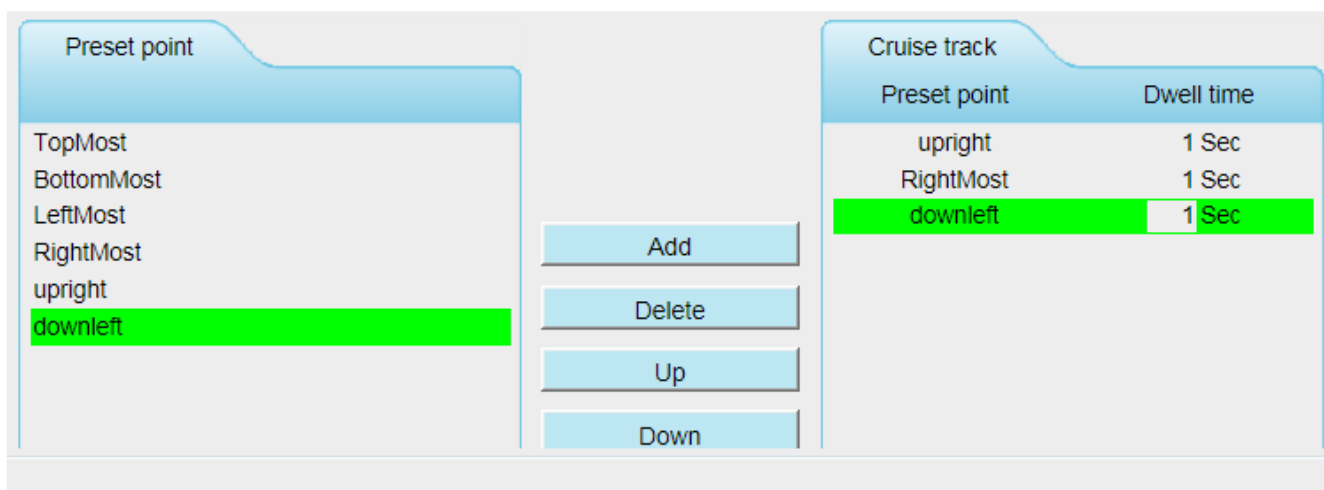 Preset point
TopMost
BottomMost
LeftMost
RightMost
upright
downleft
Add
Delete
Up
Down
Cruise track
Preset point Dwell time
upright 1 Sec
RightMost 1 Sec
downleft 1 Sec